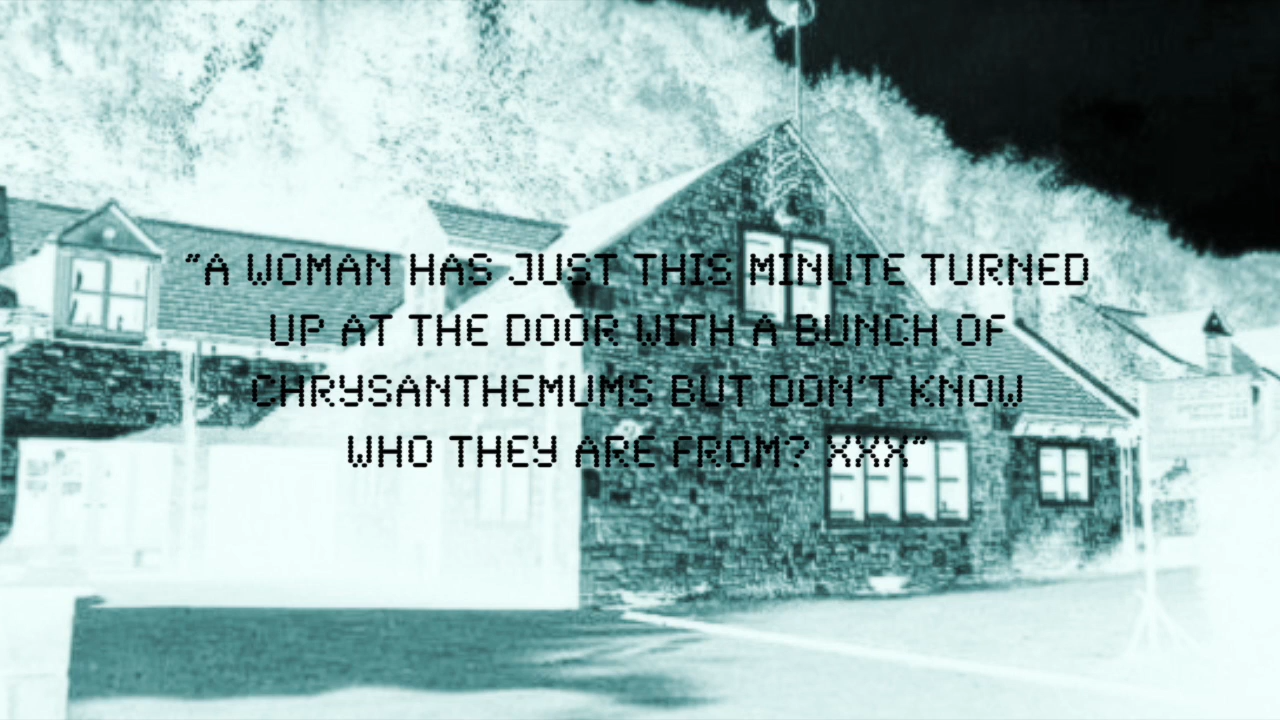 "A WOMAN HAS JUST THIS MINUTE TURNED
UP AT THE DOOR WITH A BUNCH OF
CHRYSANTHEMUMS BUT DON'T KNOW
WHO THEY ARE FROM? XXX"